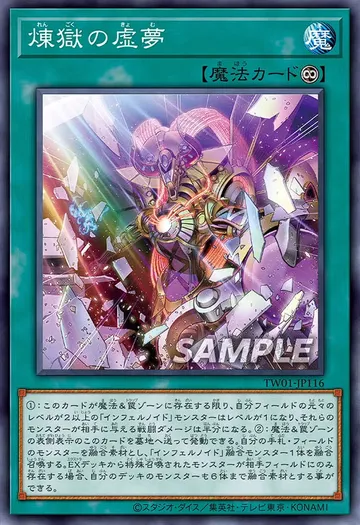 煉獄の虚夢
魔
【魔法カード∞】
SAMPLE
TW01-JP116
①：このカードが魔法＆罠ゾーンに存在する限り、自分フィールドの元々の
レベルが２以上の「インフェルノイド」モンスターはレベルが１になり、それらの
モンスターが相手に与える戦闘ダメージは半分になる。②：魔法＆罠ゾーン
の表側表示のこのカードを墓地へ送って発動できる。自分の手札・フィールド
のモンスターを融合素材とし、「インフェルノイド」融合モンスター１体を融合
召喚する。EXデッキから特殊召喚されたモンスターが相手フィールドにのみ
存在する場合、自分のデッキのモンスターも６体まで融合素材とする事が
できる。
©スタジオ・ダイス／集英社・テレビ東京・KONAMI